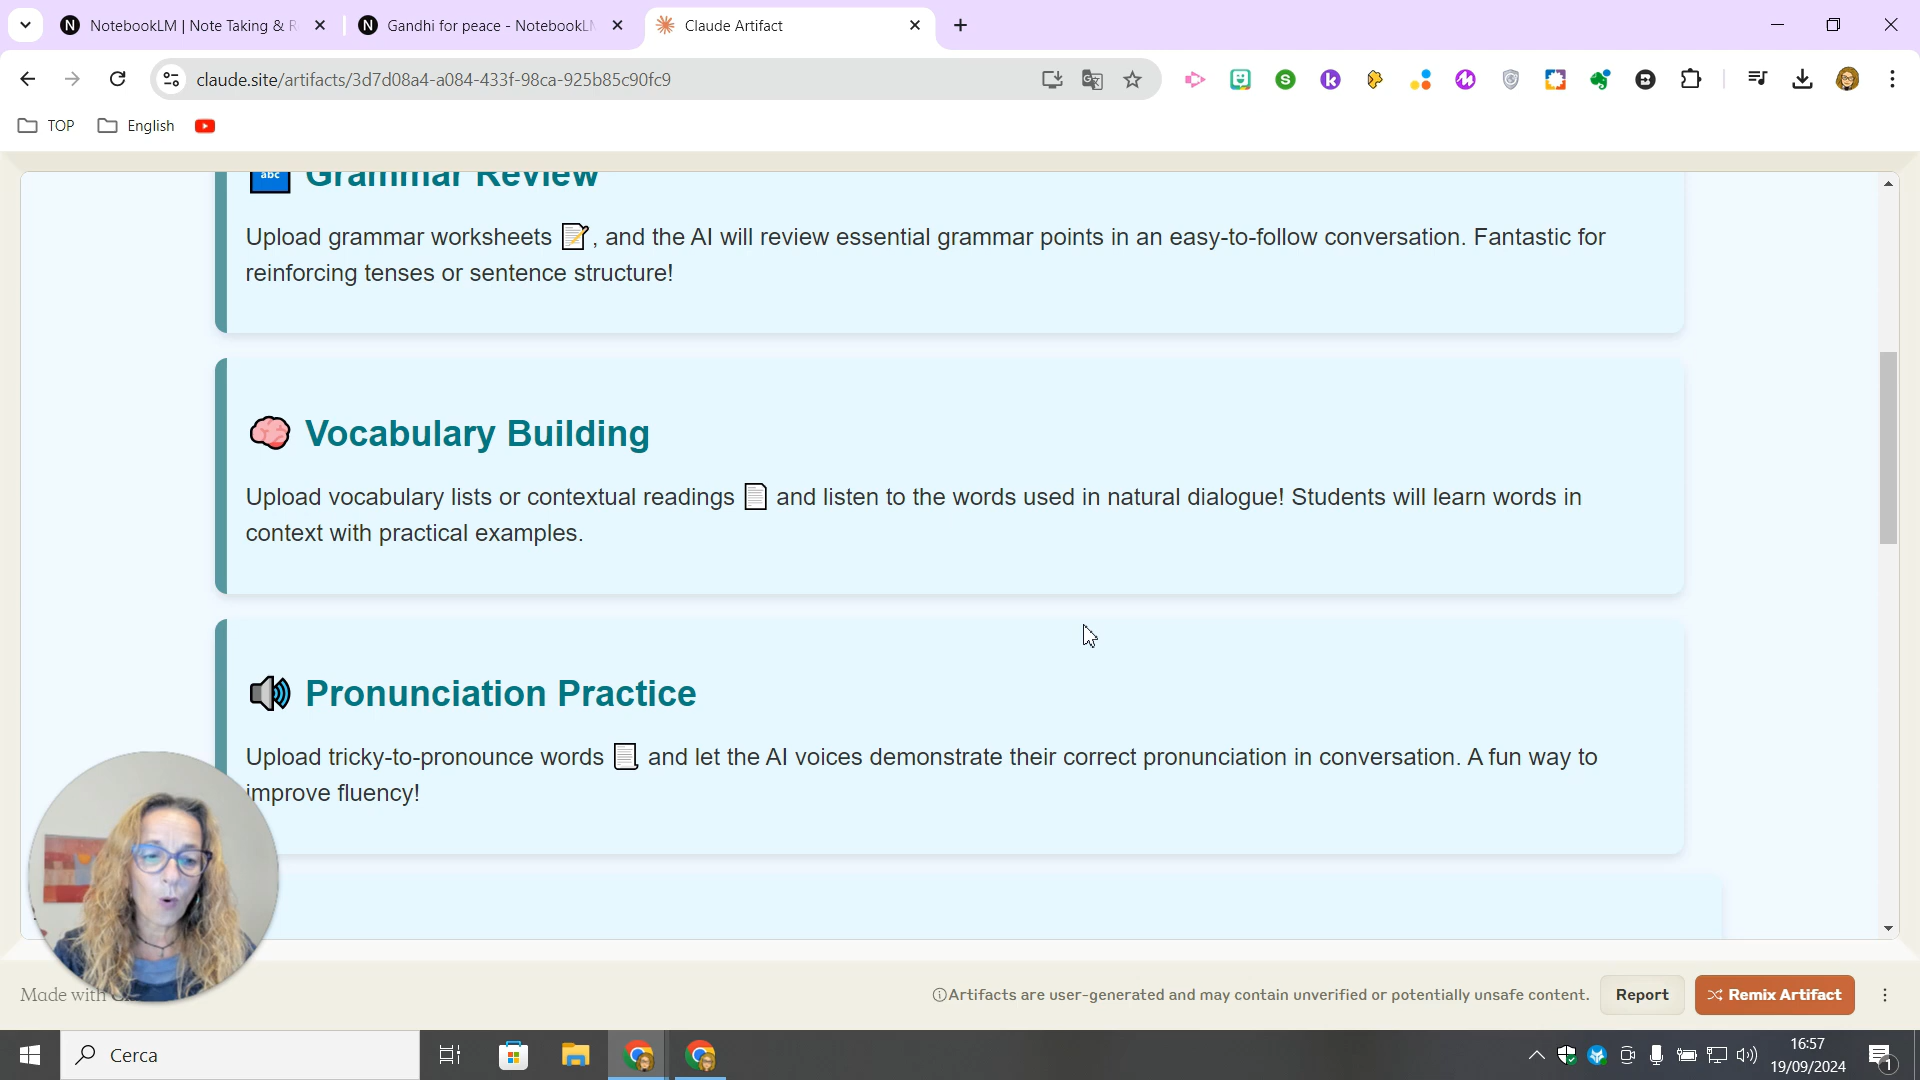 NotebookLM | Note Taking & R
Gandhi for peace - NotebookLM
Claude Artifact
claude.site/artifacts/3d7d08a4-a084-433f-98ca-925b85c90fc9
TOP
English
abc
Grammar Review
Upload grammar worksheets 📝, and the AI will review essential grammar points in an easy-to-follow conversation. Fantastic for
reinforcing tenses or sentence structure!
Vocabulary Building
Upload vocabulary lists or contextual readings 📄 and listen to the words used in natural dialogue! Students will learn words in
context with practical examples.
Pronunciation Practice
Upload tricky-to-pronounce words 📃 and let the AI voices demonstrate their correct pronunciation in conversation. A fun way to
improve fluency!
Made with
Artifacts are user-generated and may contain unverified or potentially unsafe content.
Report
Remix Artifact
Cerca
16:57
19/09/2024
1